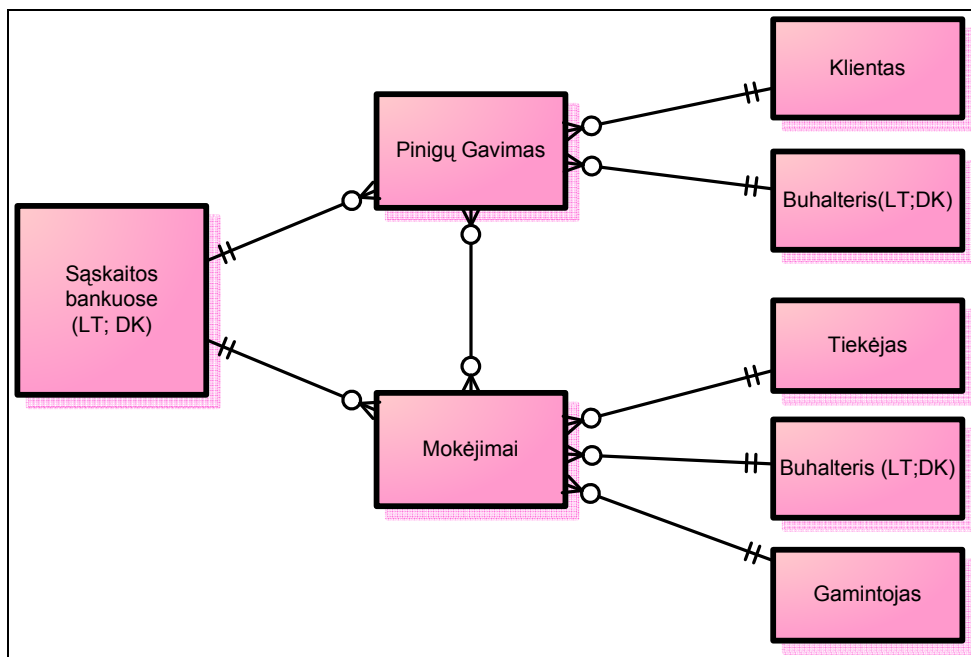 Klientas
Pinigų Gavimas
Buhalteris(LT;DK)
Sąskaitos
bankuose
(LT; DK)
Tiekėjas
Mokėjimai
Buhalteris (LT;DK)
Gamintojas